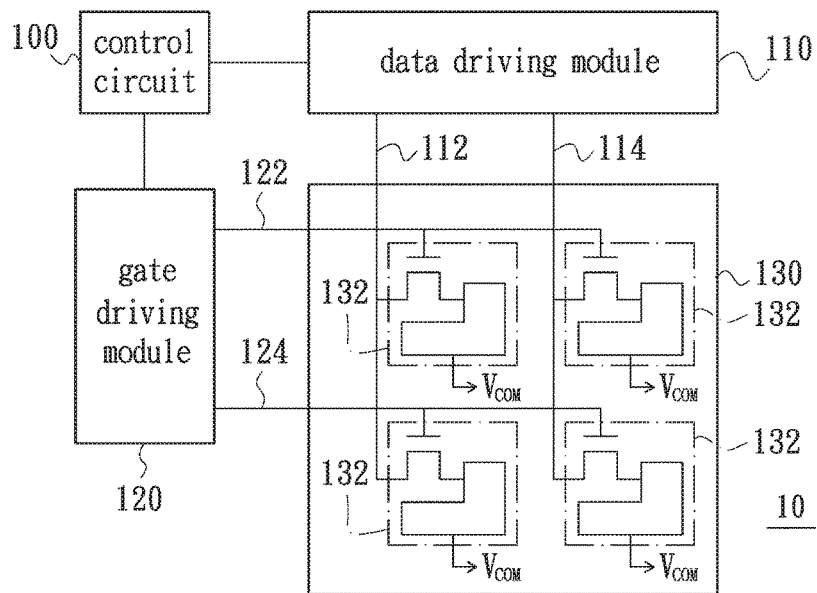 100
control
circuit
data driving module
110
112
114
122
gate
driving
module
124
120
130
132
132
V_COM
V_COM
132
132
V_COM
V_COM
10